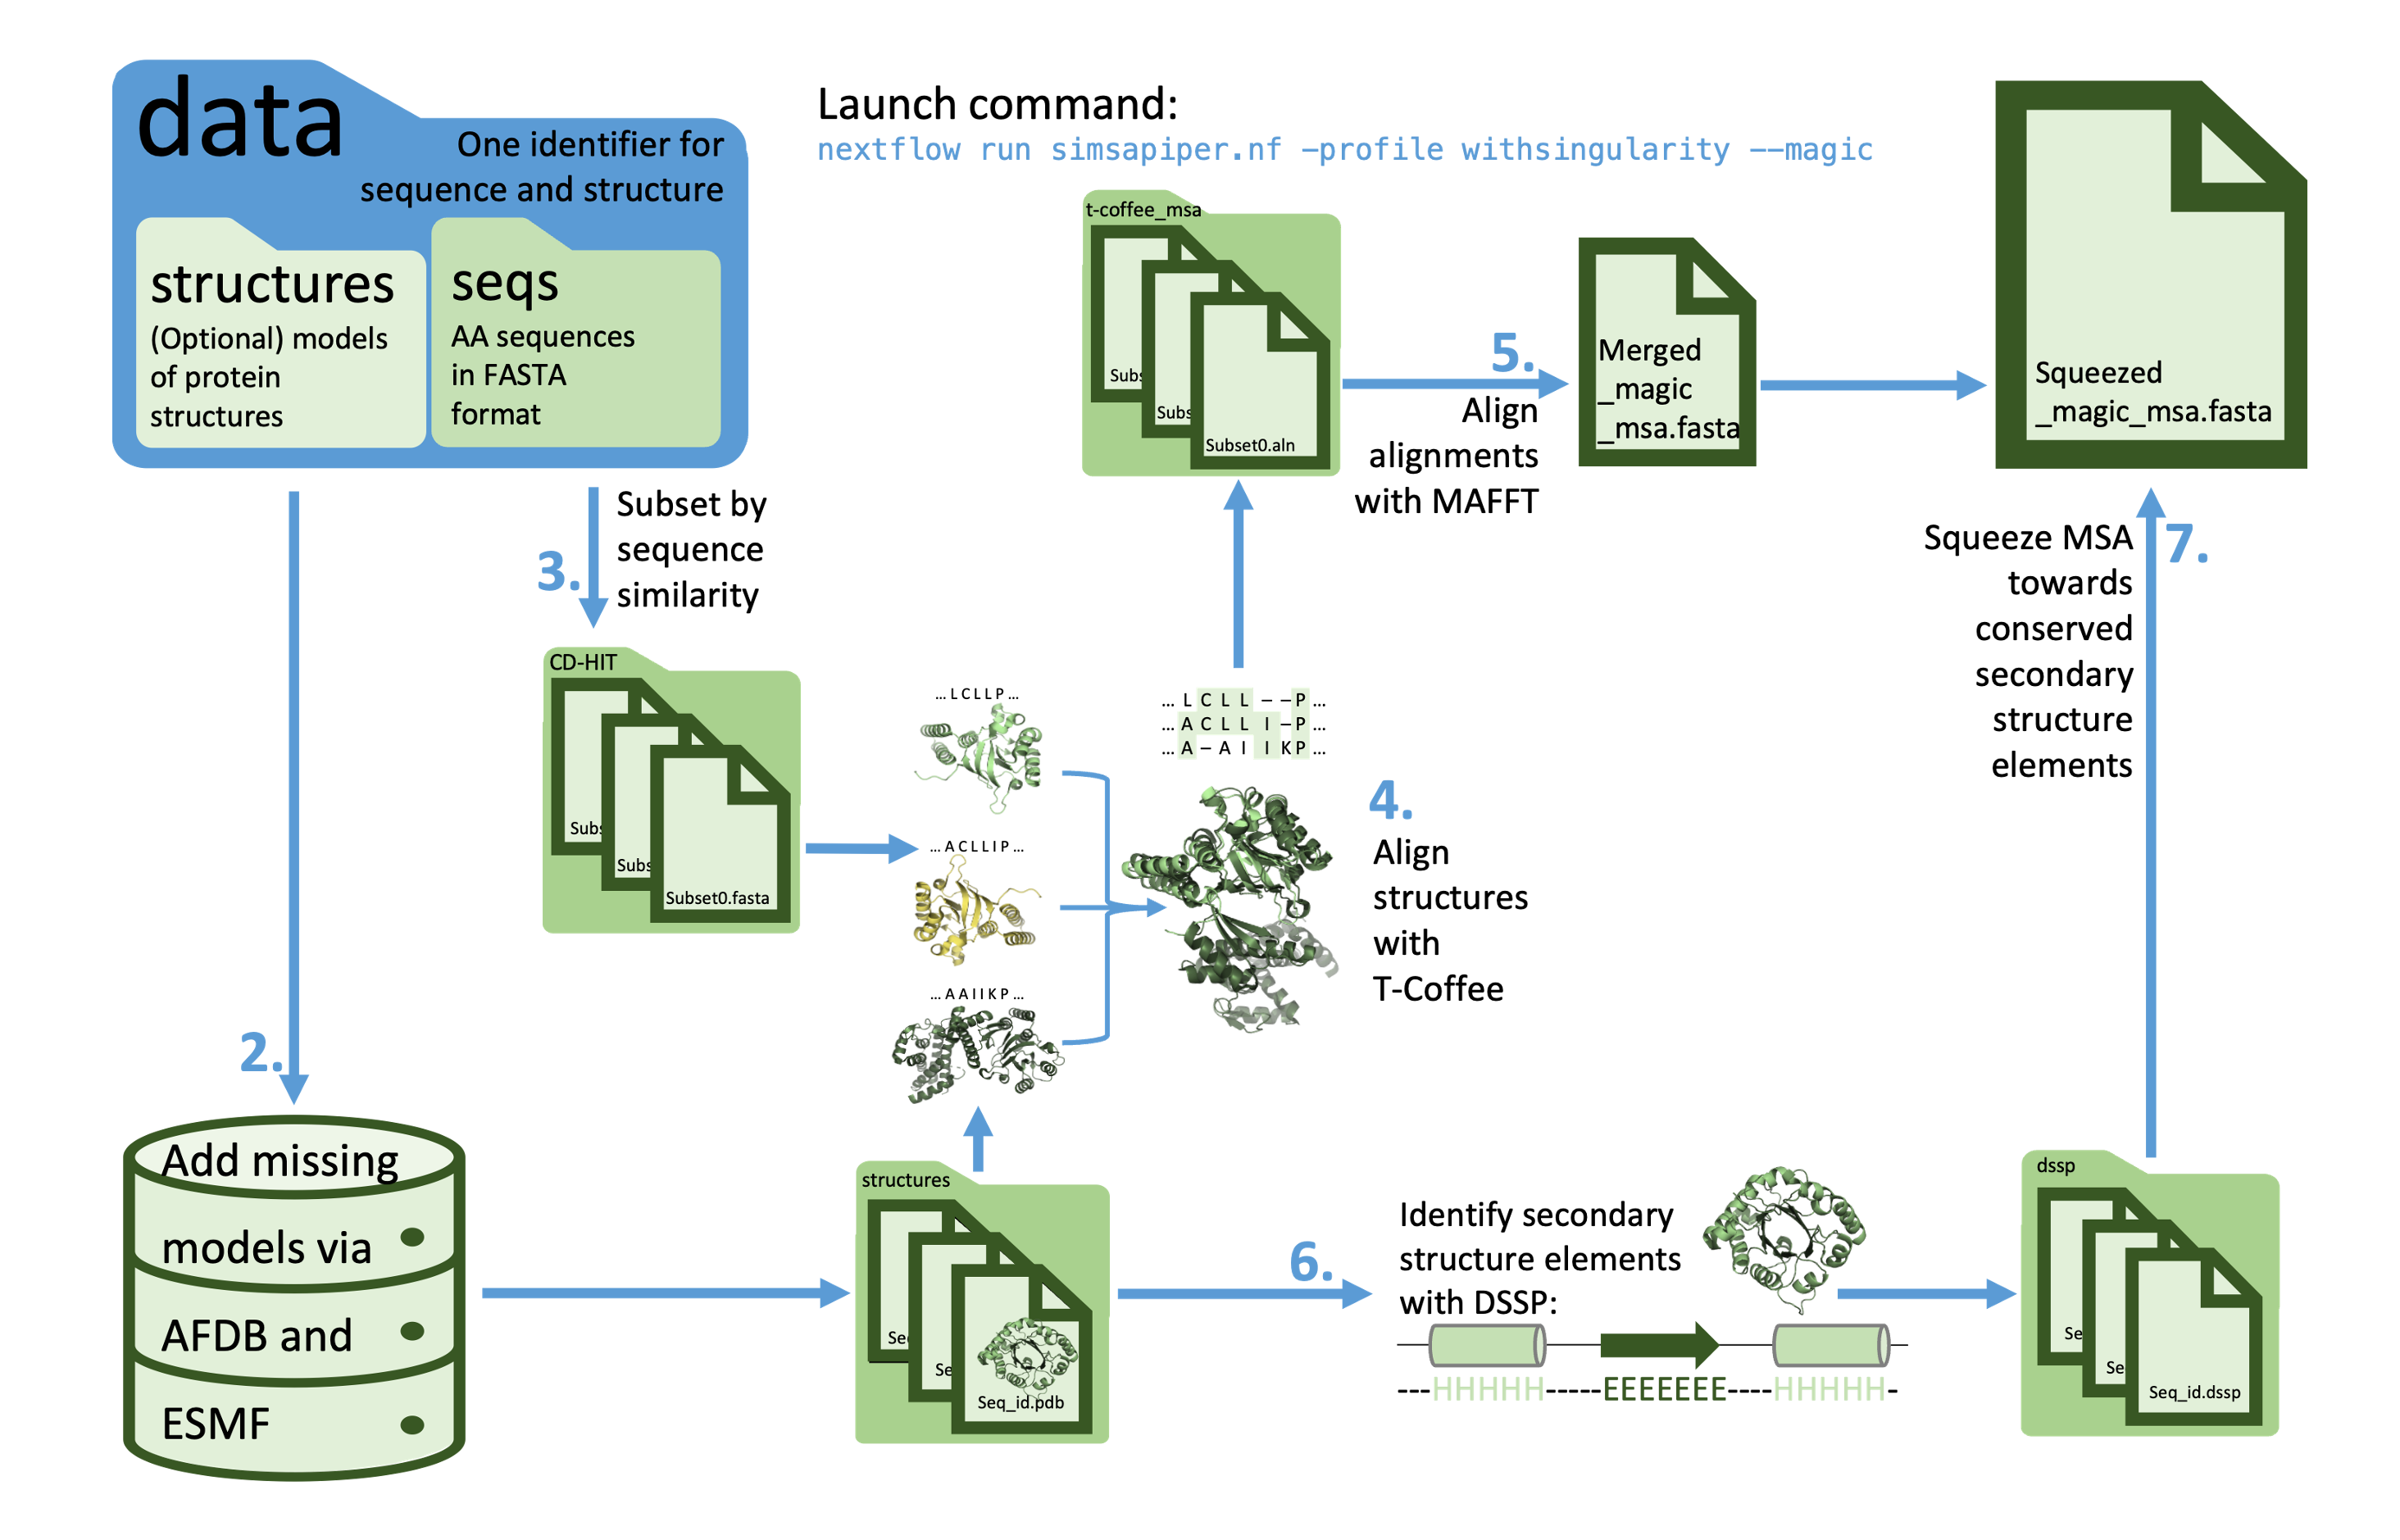 data
One identifier for
sequence and structure
structures
(Optional) models
of protein
structures
seqs
AA sequences
in FASTA
format
Launch command:
nextflow run simsapiper.nf –profile withsingularity --magic
t-coffee_msa
Subs
Subs
Subset0.aln
5.
Align
alignments
with MAFFT
Merged
_magic
_msa.fasta
Squeezed
_magic_msa.fasta
3.
Subset by
sequence
similarity
CD-HIT
Subs
Subs
Subset0.fasta
...LCLLP...
...ACLLIP...
...AAIIKP...
... L C L L – – P ...
... A C L L I – P ...
... A – A I I K P ...
4.
Align
structures
with
T-Coffee
7.
Squeeze MSA
towards
conserved
secondary
structure
elements
2.
Add missing
models via
AFDB and
ESMF
structures
Se
Se
Seq_id.pdb
6.
Identify secondary
structure elements
with DSSP:
---HHHHH-----EEEEEEE----HHHHH-
dssp
Se
Se
Seq_id.dssp